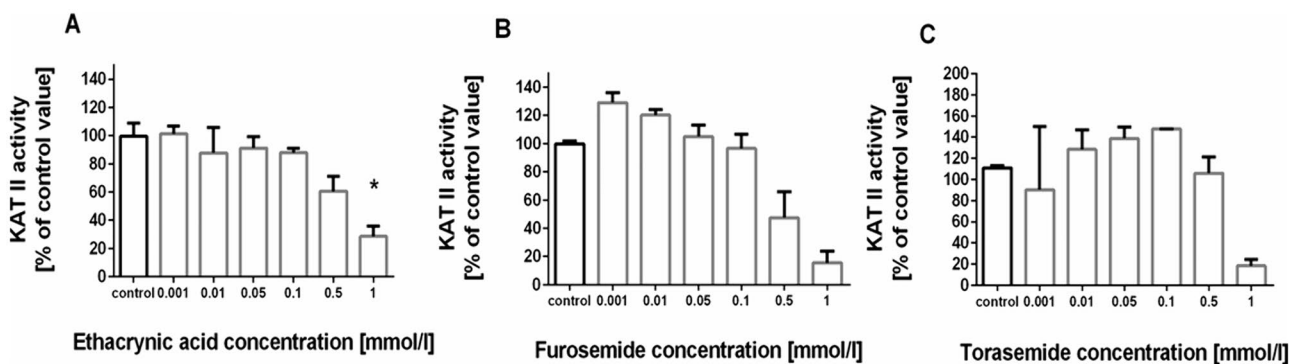 A
KAT II activity
[% of control value]
140
120
100
80
60
40
20
0
*
control 0.001 0.01 0.05 0.1 0.5 1
Ethacrynic acid concentration [mmol/l]
B
KAT II activity
[% of control value]
140
120
100
80
60
40
20
0
control 0.001 0.01 0.05 0.1 0.5 1
Furosemide concentration [mmol/l]
C
KAT II activity
[% of control value]
200
180
160
140
120
100
80
60
40
20
0
control 0.001 0.01 0.05 0.1 0.5 1
Torasemide concentration [mmol/l]